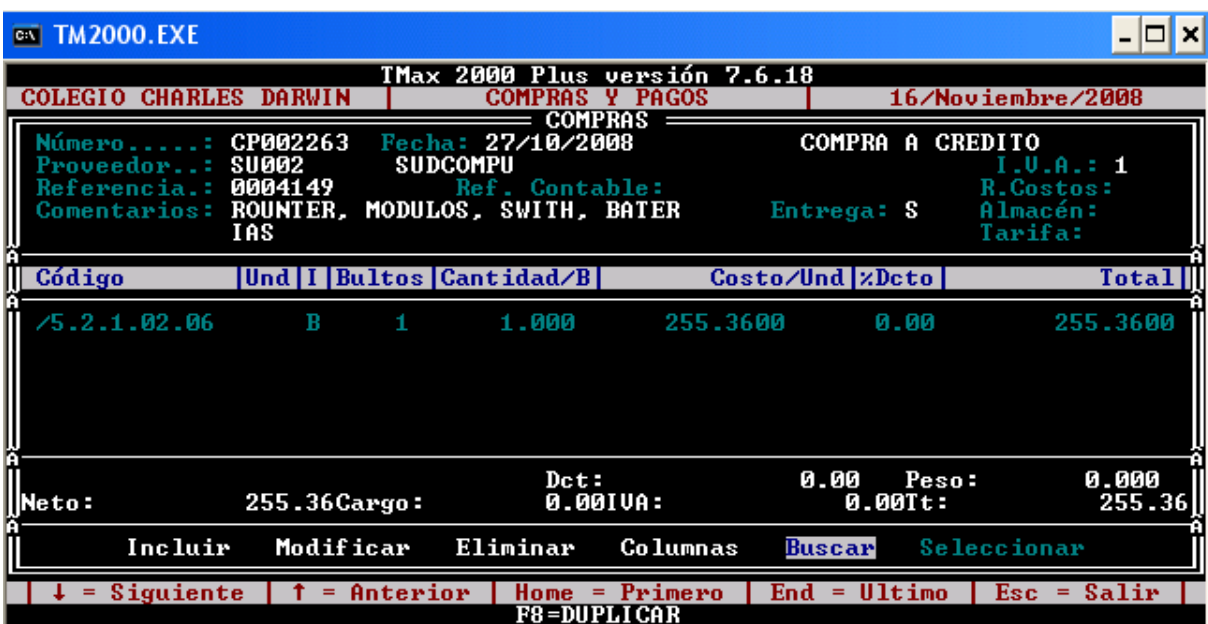 TM2000.EXE
TMax 2000 Plus versión 7.6.18
COLEGIO CHARLES DARWIN | COMPRAS Y PAGOS | 16/Noviembre/2008
COMPRAS
Número.....: CP002263 Fecha: 27/10/2008 COMPRA A CREDITO
Proveedor..: SU002 SUDCOMPU I.V.A.: 1
Referencia.: 0004149 Ref. Contable: R.Costos:
Comentarios: ROUNTER, MODULOS, SWITH, BATER Entrega: S Almacén:
IAS Tarifa:
Código |Und|I|Bultos|Cantidad/B| Costo/Und|%Dcto| Total|
/5.2.1.02.06 B 1 1.000 255.3600 0.00 255.3600
Dct: 0.00 Peso: 0.000
Neto: 255.36Cargo: 0.00IVA: 0.00Tt: 255.36
Incluir Modificar Eliminar Columnas Buscar Seleccionar
| ↓ = Siguiente | ↑ = Anterior | Home = Primero | End = Ultimo | Esc = Salir |
F8=DUPLICAR